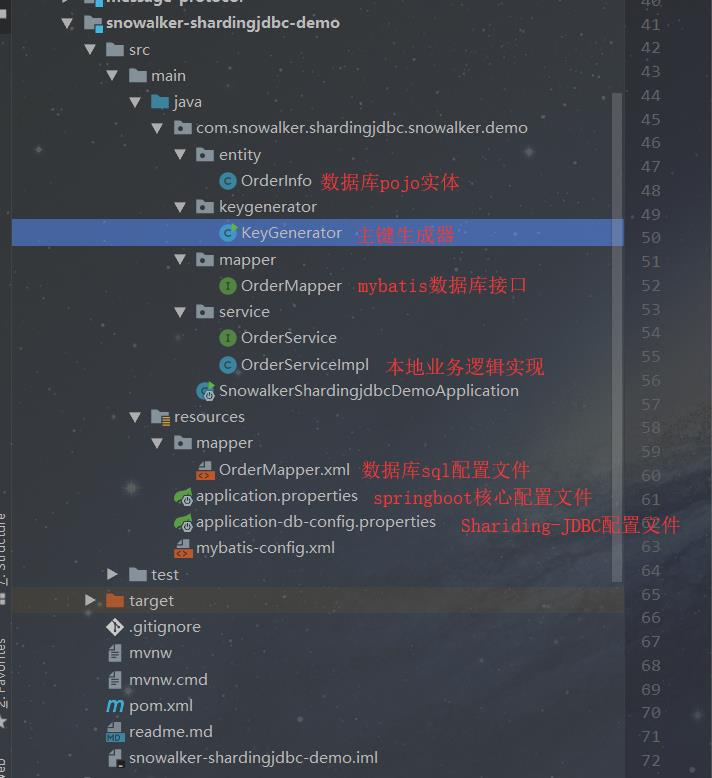 message-protocol
snowalker-shardingjdbc-demo
src
main
java
com.snowalker.shardingjdbc.snowalker.demo
entity
OrderInfo 数据库pojo实体
keygenerator
KeyGenerator 主键生成器
mapper
OrderMapper mybatis数据库接口
service
OrderService
OrderServiceImpl 本地业务逻辑实现
SnowalkerShardingjdbcDemoApplication
resources
mapper
OrderMapper.xml 数据库sql配置文件
application.properties springboot核心配置文件
application-db-config.properties Shariding-JDBC配置文件
mybatis-config.xml
test
target
.gitignore
mvnw
mvnw.cmd
pom.xml
readme.md
snowalker-shardingjdbc-demo.iml
40
41
42
43
44
45
46
47
48
49
50
51
52
53
54
55
56
57
58
59
60
61
62
63
64
65
66
67
68
69
70
71
72
7: Structure
2: Favorites